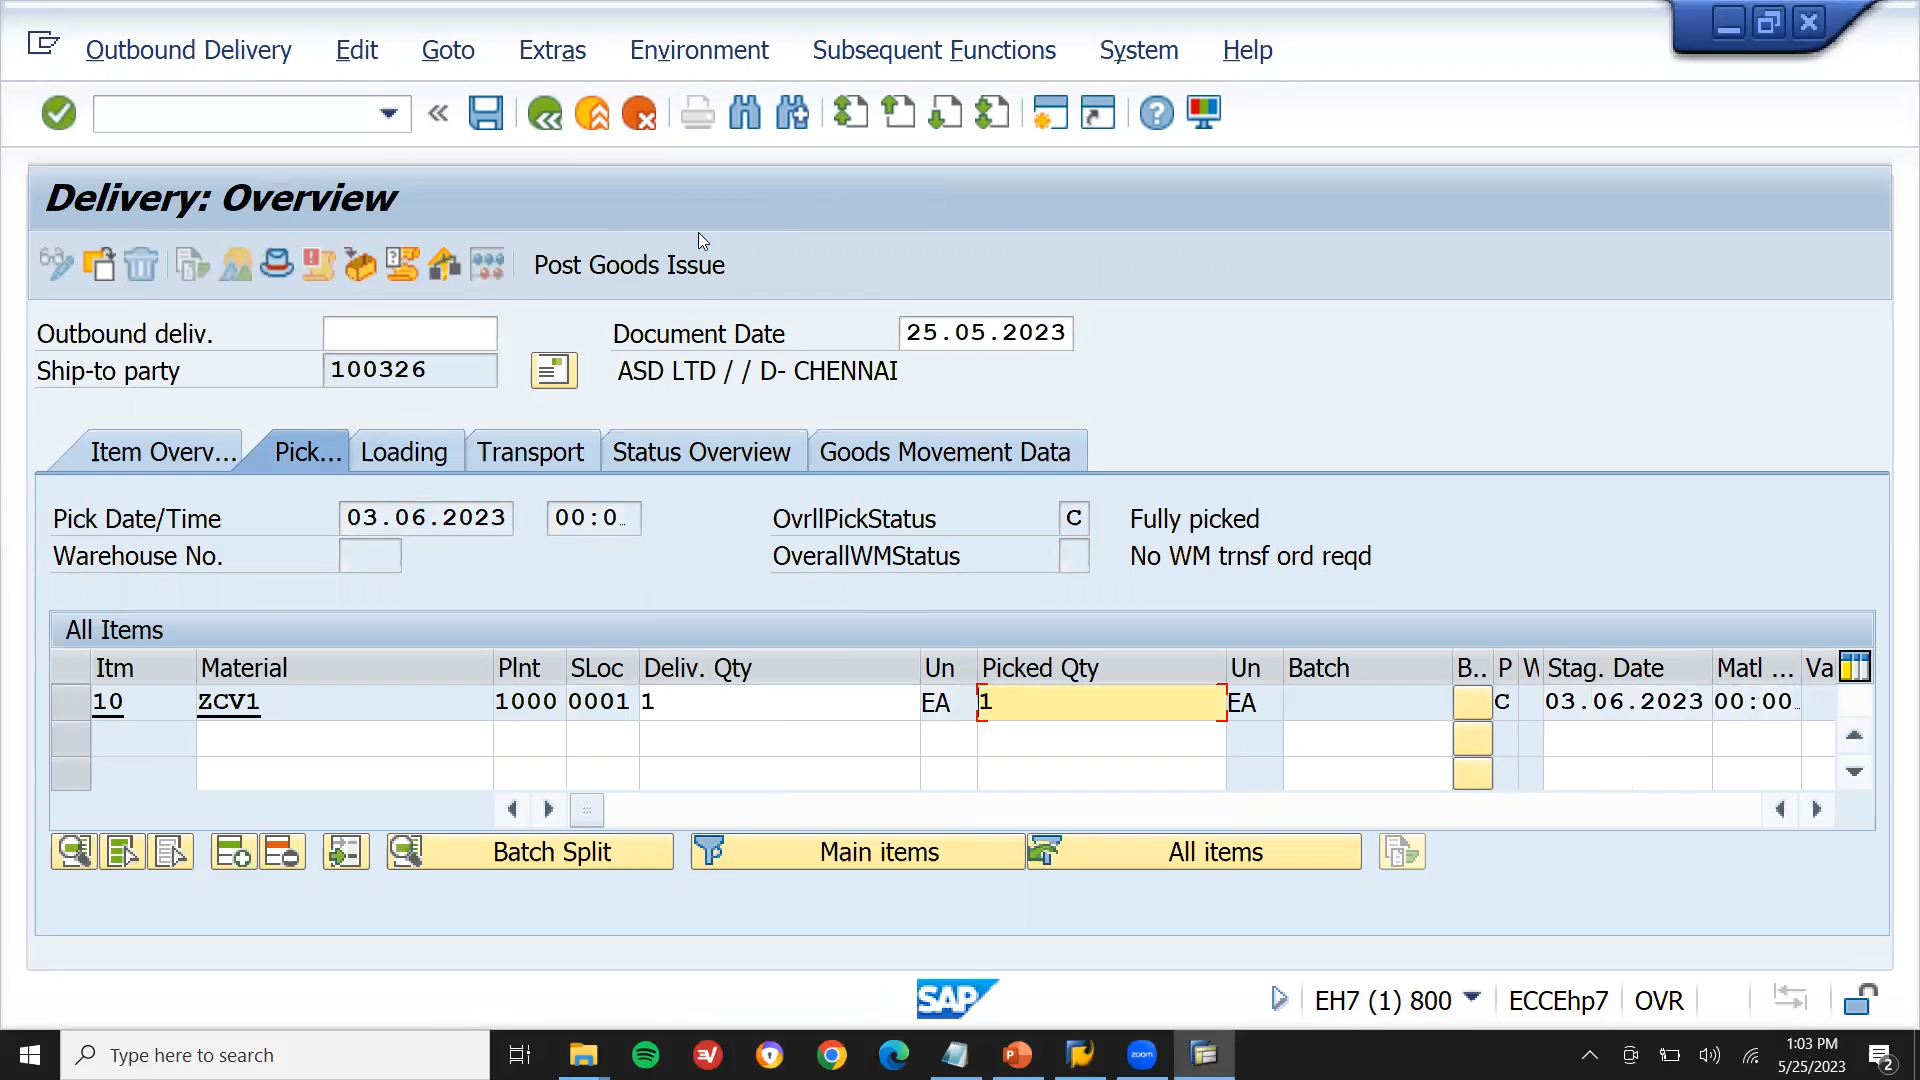 Outbound Delivery Edit Goto Extras Environment Subsequent Functions System Help
Delivery: Overview
Post Goods Issue
Outbound deliv. Document Date 25.05.2023
Ship-to party 100326 ASD LTD / / D- CHENNAI
Item Overv... Pick... Loading Transport Status Overview Goods Movement Data
Pick Date/Time 03.06.2023 00:0… OvrllPickStatus C Fully picked
Warehouse No. OverallWMStatus No WM trnsf ord reqd
All Items
Itm Material Plnt SLoc Deliv. Qty Un Picked Qty Un Batch B.. P W Stag. Date Matl ... Va
10 ZCV1 1000 0001 1 EA 1 EA C 03.06.2023 00:00…
Batch Split Main items All items
SAP EH7 (1) 800 ECCEhp7 OVR
Type here to search
zoom
1:03 PM
5/25/2023
2